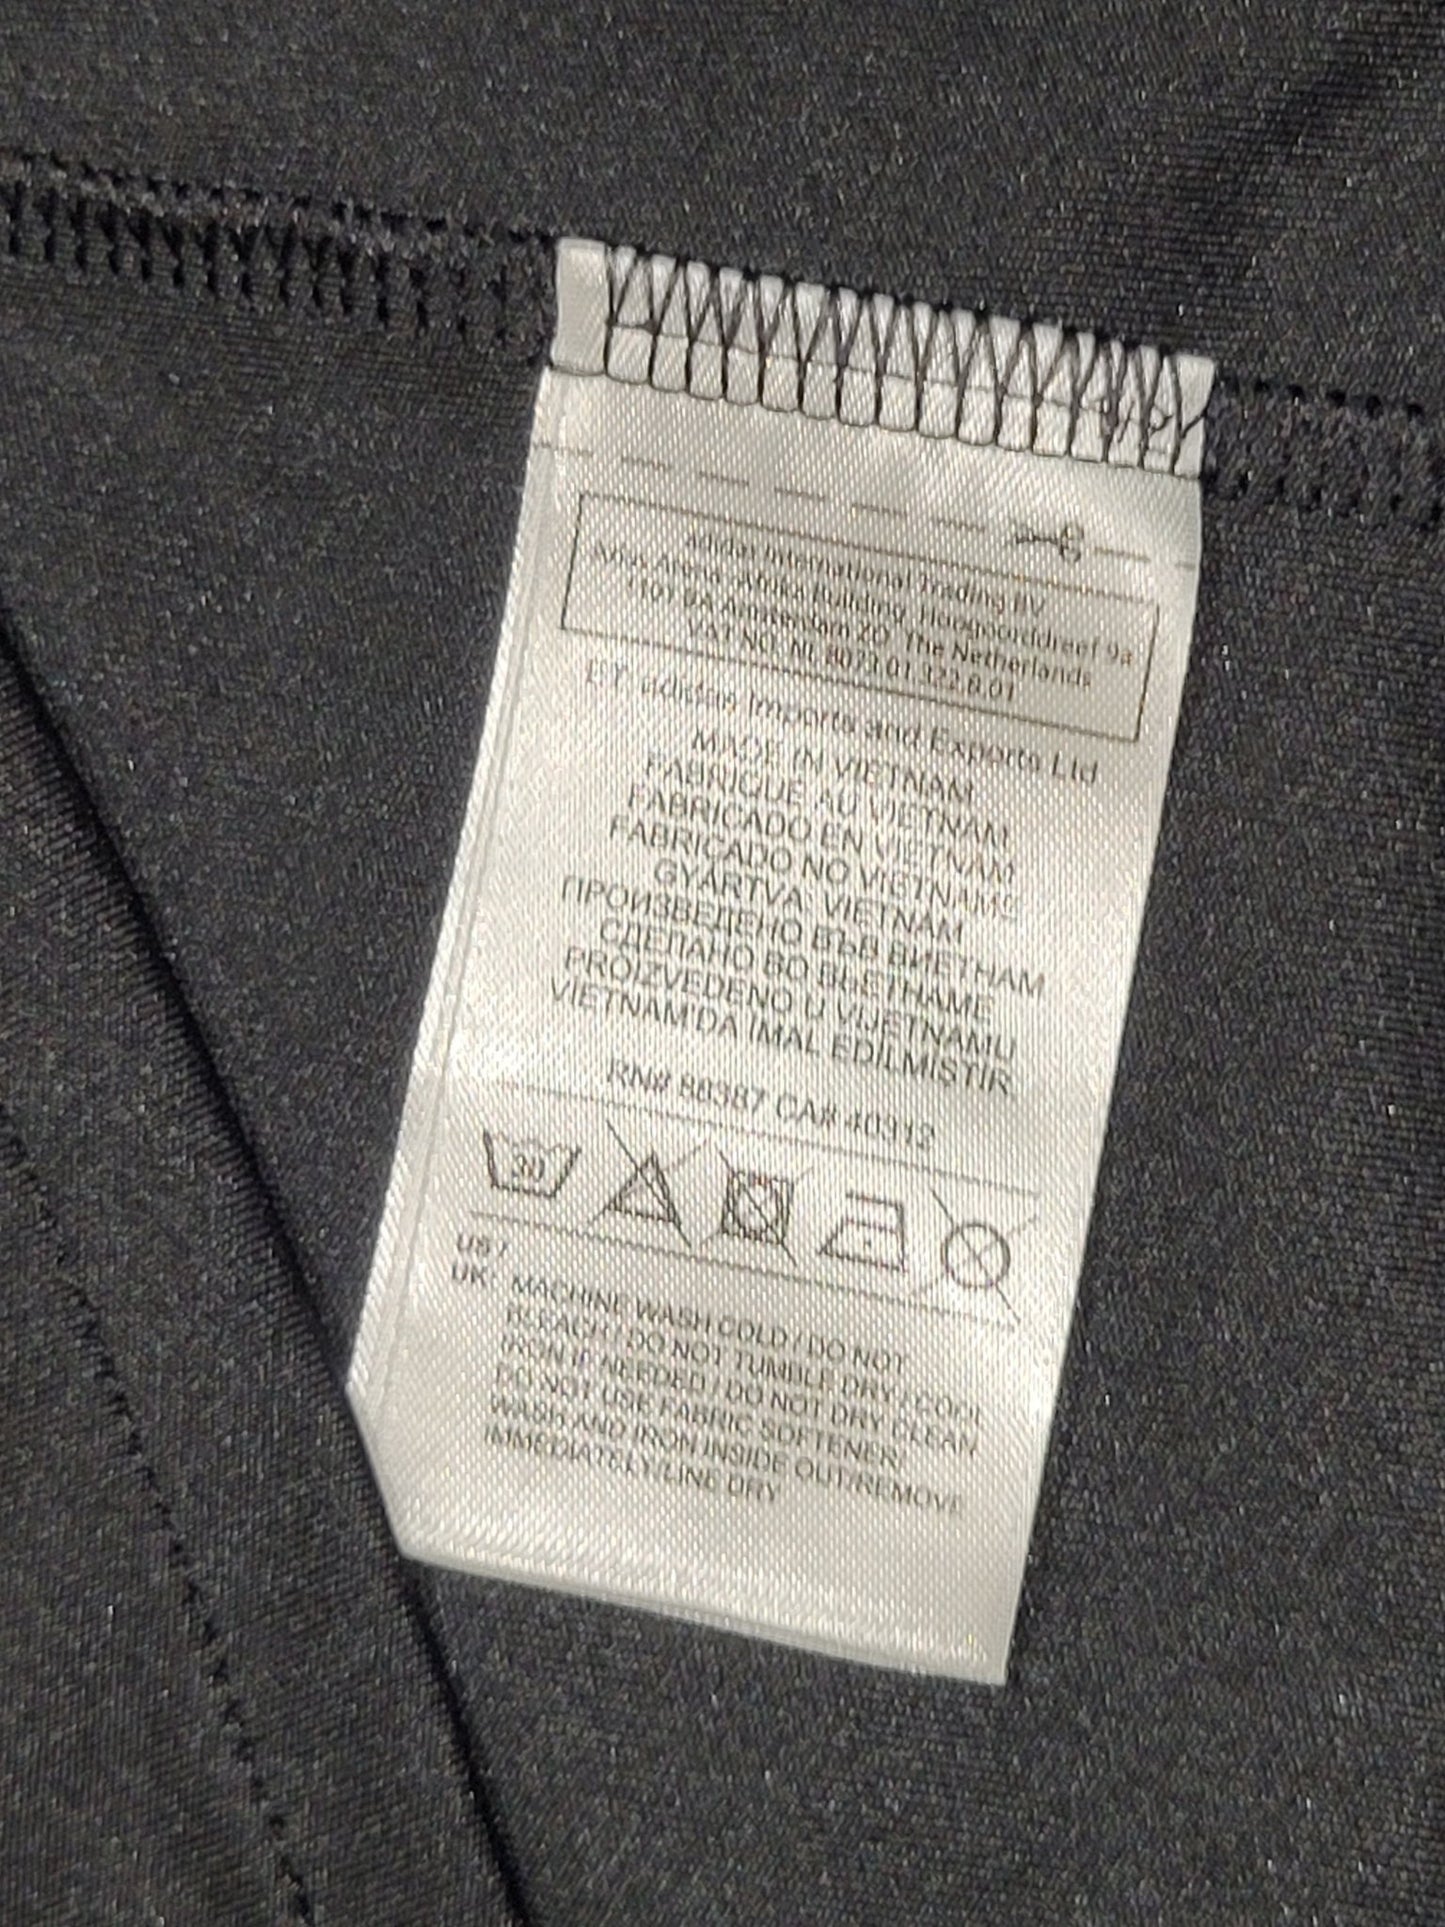 adidas International Trading BV
Atlas Arena, Afrika Building, Hoogoorddreef 9a
1101 BA Amsterdam ZO The Netherlands
VAT NO: NL 8073.01.322.B.01
ET: adidas Imports and Exports Ltd
MADE IN VIETNAM
FABRIQUE AU VIETNAM
FABRICADO EN VIETNAM
FABRICADO NO VIETNAME
GYÁRTVA: VIETNÁM
ПРОИЗВЕДЕНО ВЪВ ВИЕТНАМ
СДЕЛАНО ВО ВЬЕТНАМЕ
PROIZVEDENO U VIJETNAMU
VIETNAM'DA İMAL EDİLMİŞTİR
RN# 88387 CA# 40312
30
US /
UK: MACHINE WASH COLD / DO NOT
BLEACH / DO NOT TUMBLE DRY / COOL
IRON IF NEEDED / DO NOT DRY CLEAN
DO NOT USE FABRIC SOFTENER/
WASH AND IRON INSIDE OUT/REMOVE
IMMEDIATELY/LINE DRY